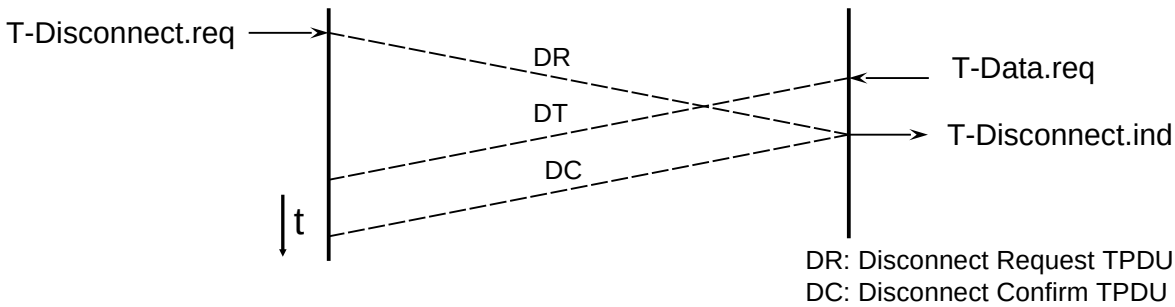 T-Disconnect.req
DR
T-Data.req
DT
T-Disconnect.ind
DC
t
DR: Disconnect Request TPDU
DC: Disconnect Confirm TPDU